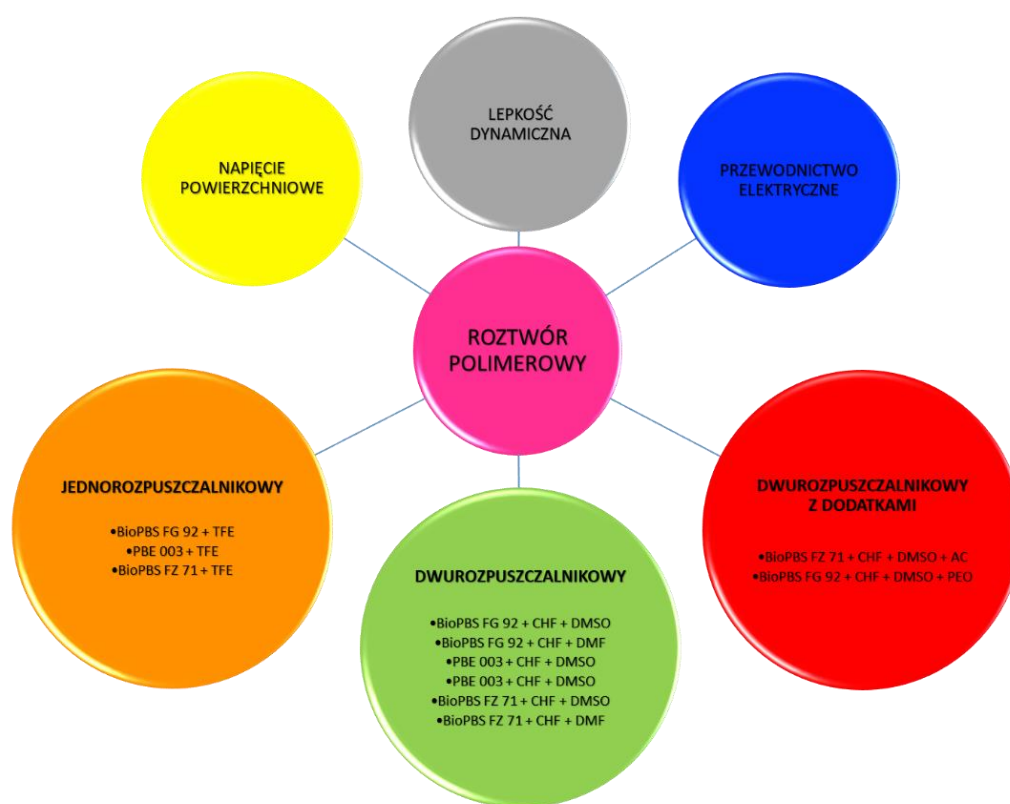 LEPKOŚĆ
DYNAMICZNA
NAPIĘCIE
POWIERZCHNIOWE
PRZEWODNICTWO
ELEKTRYCZNE
ROZTWÓR
POLIMEROWY
JEDNOROZPUSZCZALNIKOWY
•BioPBS FG 92 + TFE
•PBE 003 + TFE
•BioPBS FZ 71 + TFE
DWUROZPUSZCZALNIKOWY
•BioPBS FG 92 + CHF + DMSO
•BioPBS FG 92 + CHF + DMF
•PBE 003 + CHF + DMSO
•PBE 003 + CHF + DMSO
•BioPBS FZ 71 + CHF + DMSO
•BioPBS FZ 71 + CHF + DMF
DWUROZPUSZCZALNIKOWY
Z DODATKAMI
•BioPBS FZ 71 + CHF + DMSO + AC
•BioPBS FG 92 + CHF + DMSO + PEO